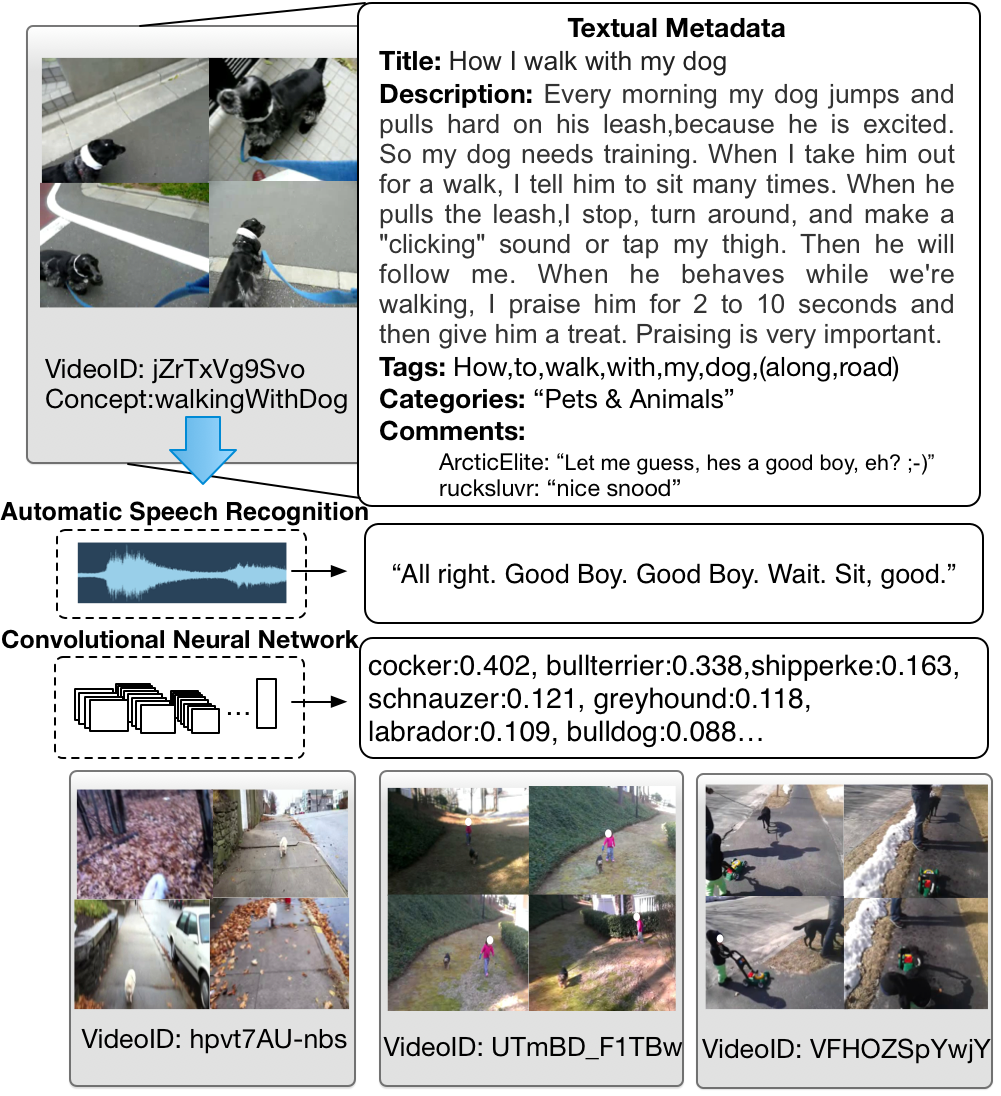 Textual Metadata
Title: How I walk with my dog
Description: Every morning my dog jumps and
pulls hard on his leash,because he is excited.
So my dog needs training. When I take him out
for a walk, I tell him to sit many times. When he
pulls the leash,I stop, turn around, and make a
"clicking" sound or tap my thigh. Then he will
follow me. When he behaves while we're
walking, I praise him for 2 to 10 seconds and
then give him a treat. Praising is very important.
Tags: How,to,walk,with,my,dog,(along,road)
Categories: “Pets & Animals”
Comments:
ArcticElite: “Let me guess, hes a good boy, eh? ;-)”
rucksluvr: “nice snood”
VideoID: jZrTxVg9Svo
Concept:walkingWithDog
Automatic Speech Recognition
“All right. Good Boy. Good Boy. Wait. Sit, good.”
Convolutional Neural Network
cocker:0.402, bullterrier:0.338,shipperke:0.163,
schnauzer:0.121, greyhound:0.118,
labrador:0.109, bulldog:0.088…
...
VideoID: hpvt7AU-nbs
VideoID: UTmBD_F1TBw
VideoID: VFHOZSpYwjY